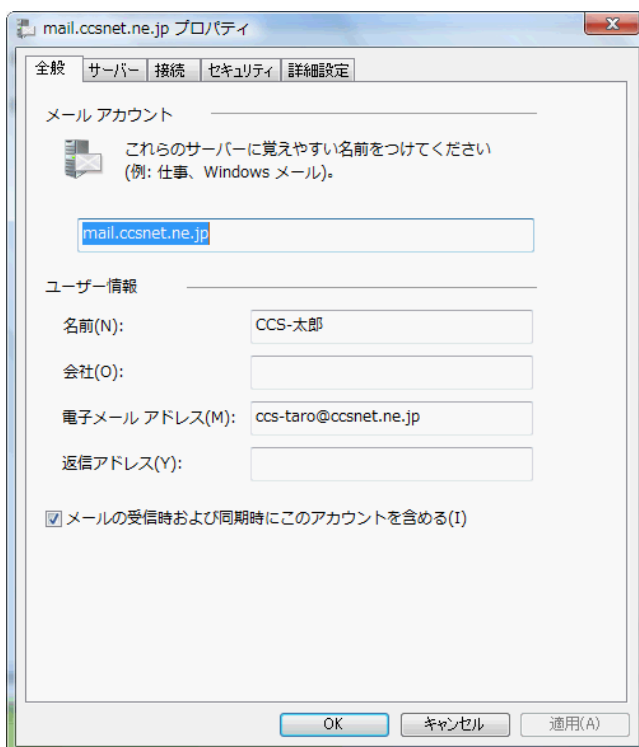 mail.ccsnet.ne.jp プロパティ
全般 サーバー 接続 セキュリティ 詳細設定
メール アカウント
これらのサーバーに覚えやすい名前をつけてください
(例: 仕事、Windows メール)。
mail.ccsnet.ne.jp
ユーザー情報
名前(N): CCS-太郎
会社(O):
電子メール アドレス(M): ccs-taro@ccsnet.ne.jp
返信アドレス(Y):
メールの受信時および同期時にこのアカウントを含める(I)
OK キャンセル 適用(A)